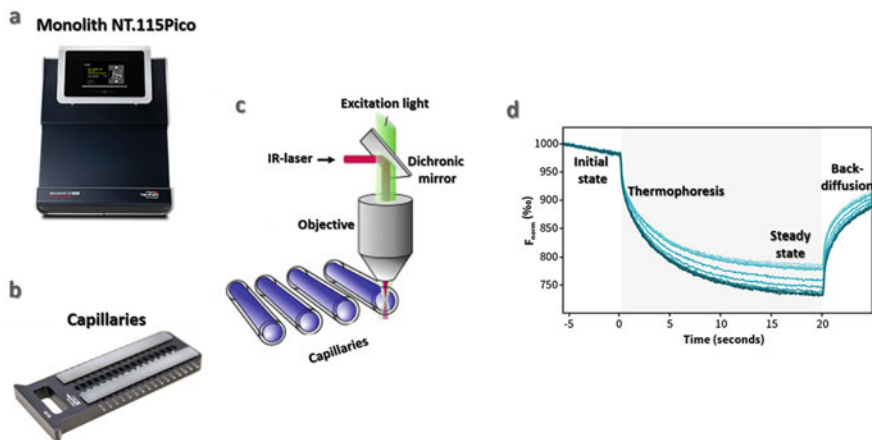 a
Monolith NT.115Pico
b
Capillaries
c
Excitation light
IR-laser
Dichronic
mirror
Objective
Capillaries
d
1000
950
900
850
800
750
F norm (‰)
Initial
state
Thermophoresis
Steady
state
Back-
diffusion
-5
0
5
10
15
20
Time (seconds)